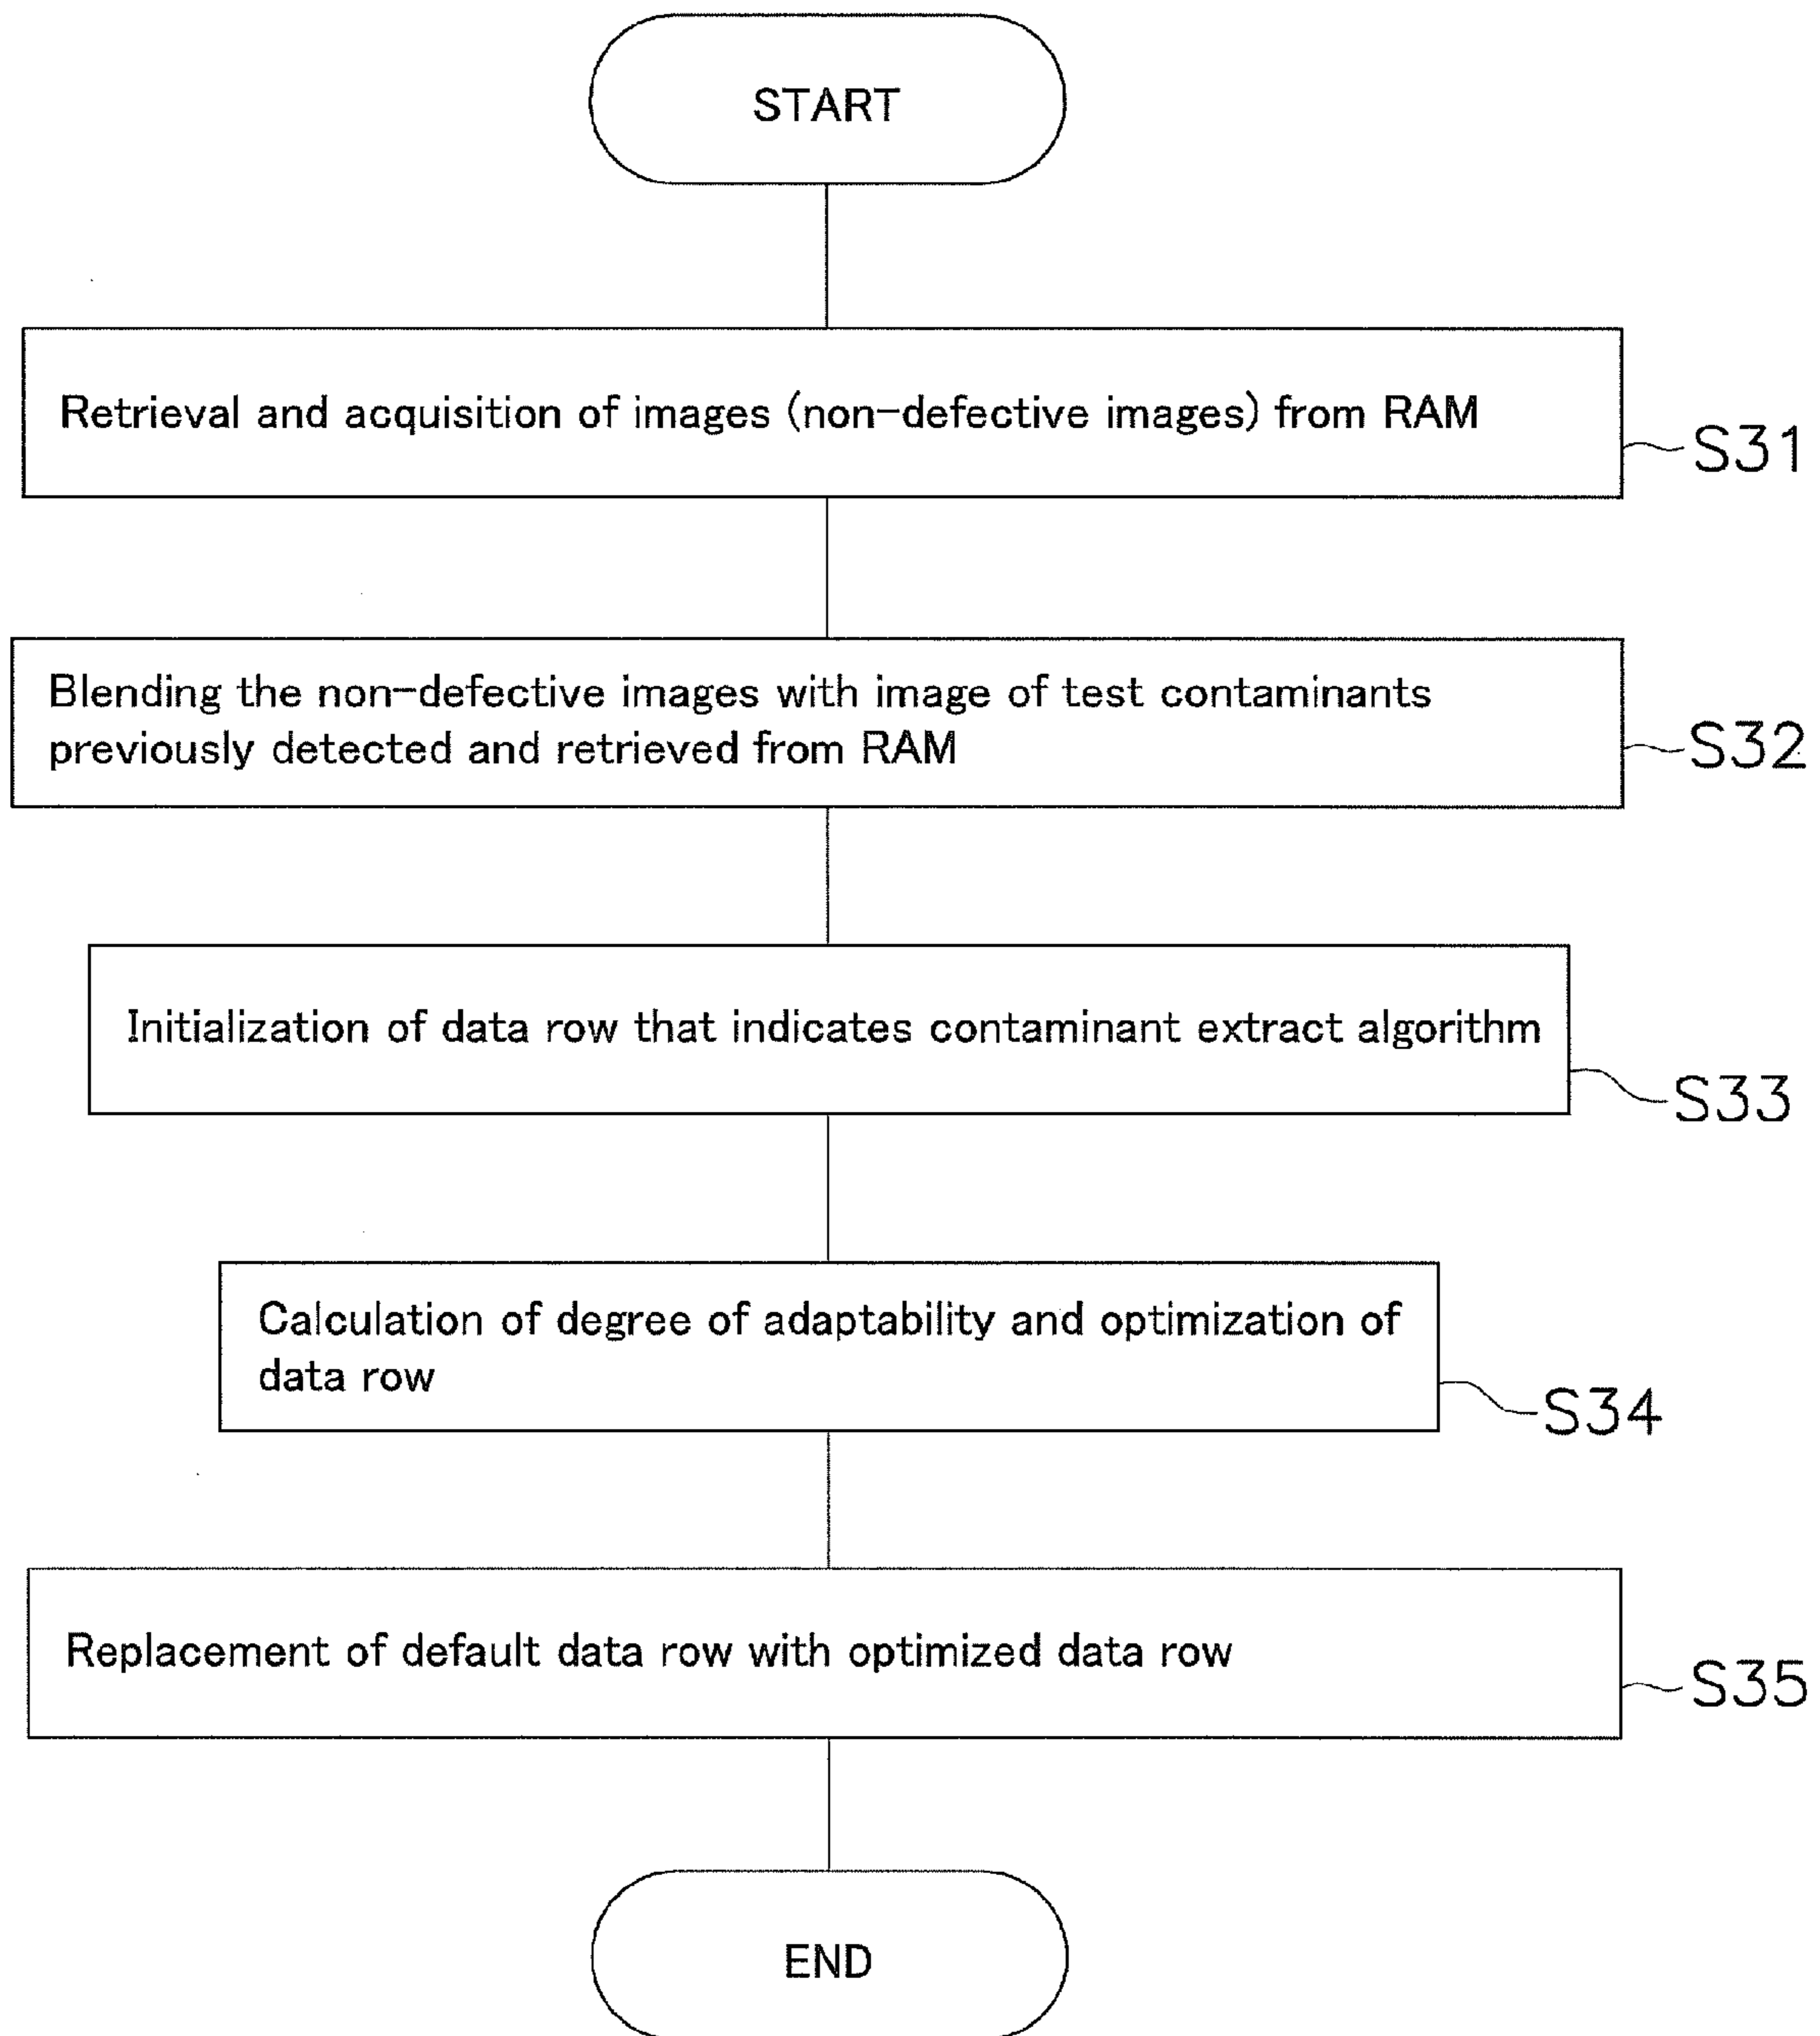 START
Retrieval and acquisition of images (non-defective images) from RAM
S31
Blending the non-defective images with image of test contaminants
previously detected and retrieved from RAM
S32
Initialization of data row that indicates contaminant extract algorithm
S33
Calculation of degree of adaptability and optimization of
data row
S34
Replacement of default data row with optimized data row
S35
END